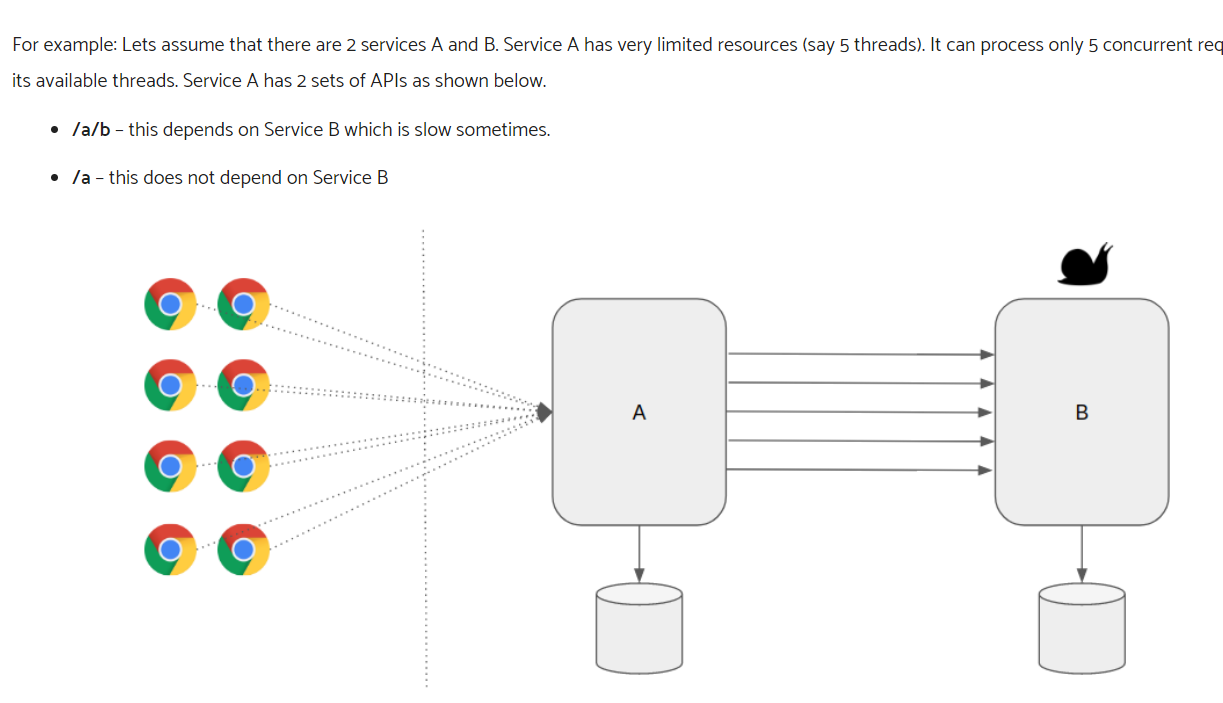 For example: Lets assume that there are 2 services A and B. Service A has very limited resources (say 5 threads). It can process only 5 concurrent req
its available threads. Service A has 2 sets of APIs as shown below.
• /a/b – this depends on Service B which is slow sometimes.
• /a – this does not depend on Service B
A
B